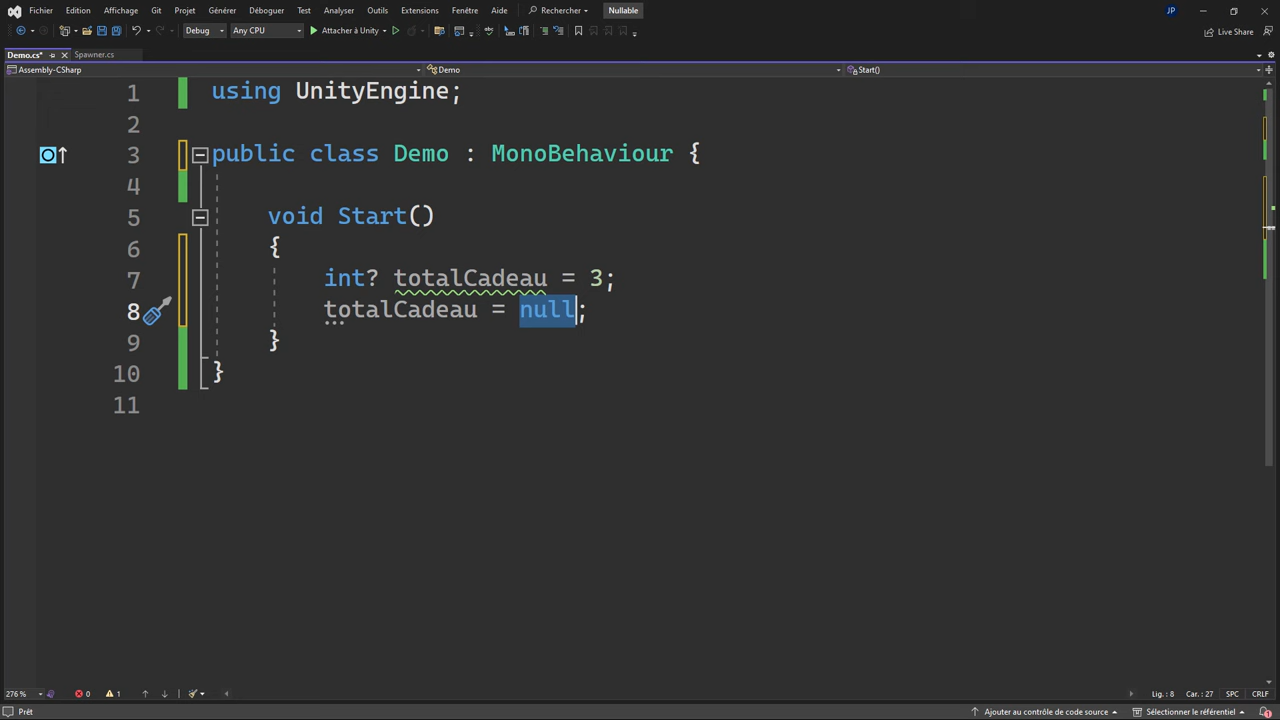 Fichier Edition Affichage Git Projet Générer Déboguer Test Analyser Outils Extensions Fenêtre Aide Rechercher Nullable JP
Debug Any CPU Attacher à Unity Live Share
Demo.cs* Spawner.cs
Assembly-CSharp Demo Start()
1 using UnityEngine;
2
3 public class Demo : MonoBehaviour {
4
5 void Start()
6 {
7 int? totalCadeau = 3;
8 totalCadeau = null;
9 }
10 }
11
276 % 0 1 Lig. : 8 Car. : 27 SPC CRLF
Prêt Ajouter au contrôle de code source Sélectionner le référentiel 1